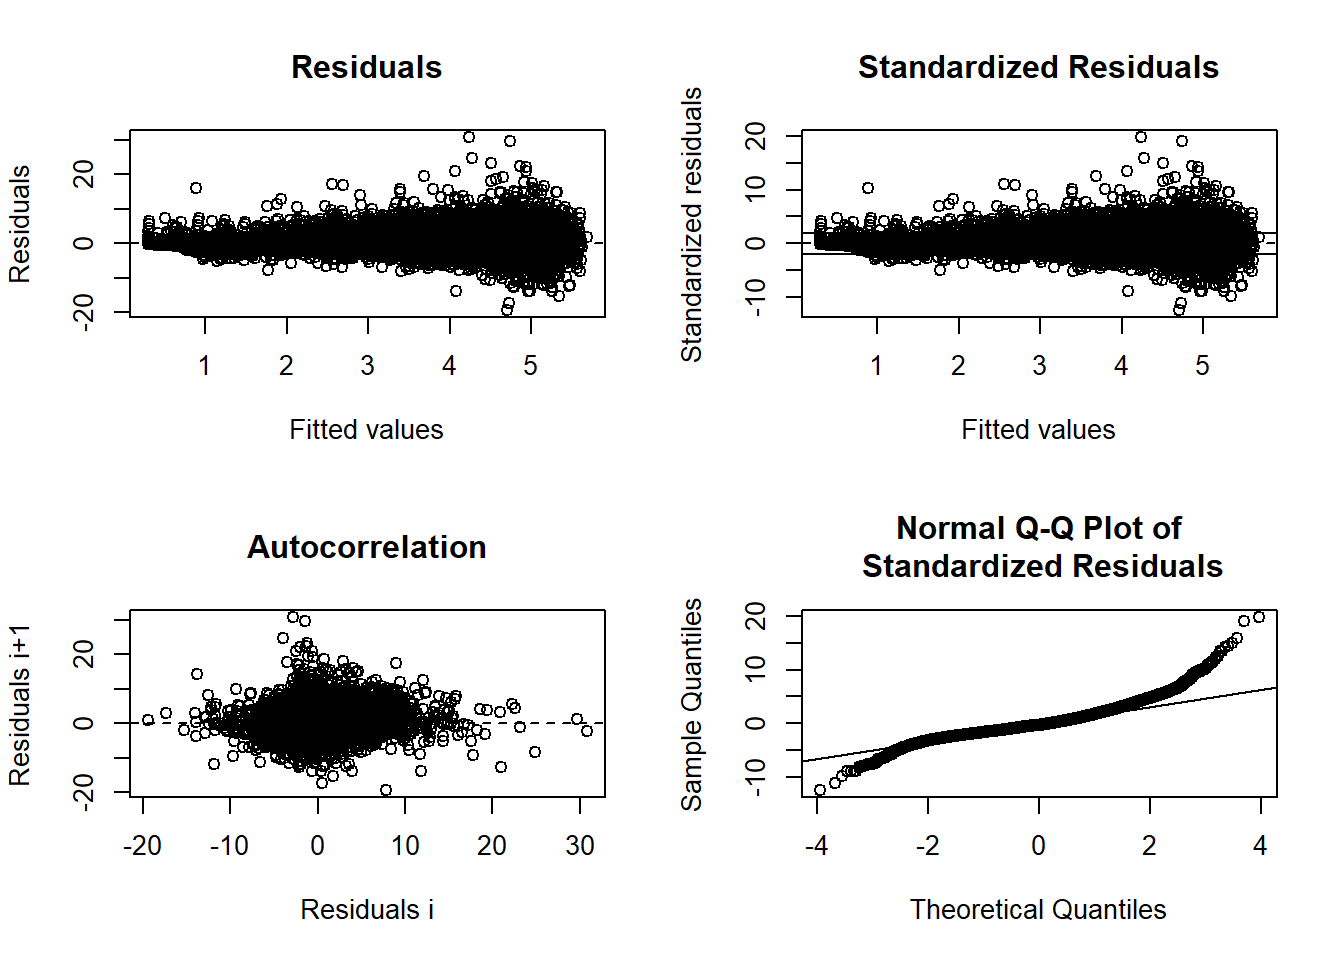 Residuals
Residuals
20
0
-20
1 2 3 4 5
Fitted values
Standardized Residuals
Standardized residuals
20
10
0
-10
1 2 3 4 5
Fitted values
Autocorrelation
Residuals i+1
20
0
-20
-20 -10 0 10 20 30
Residuals i
Normal Q-Q Plot of
Standardized Residuals
Sample Quantiles
20
10
0
-10
-4 -2 0 2 4
Theoretical Quantiles